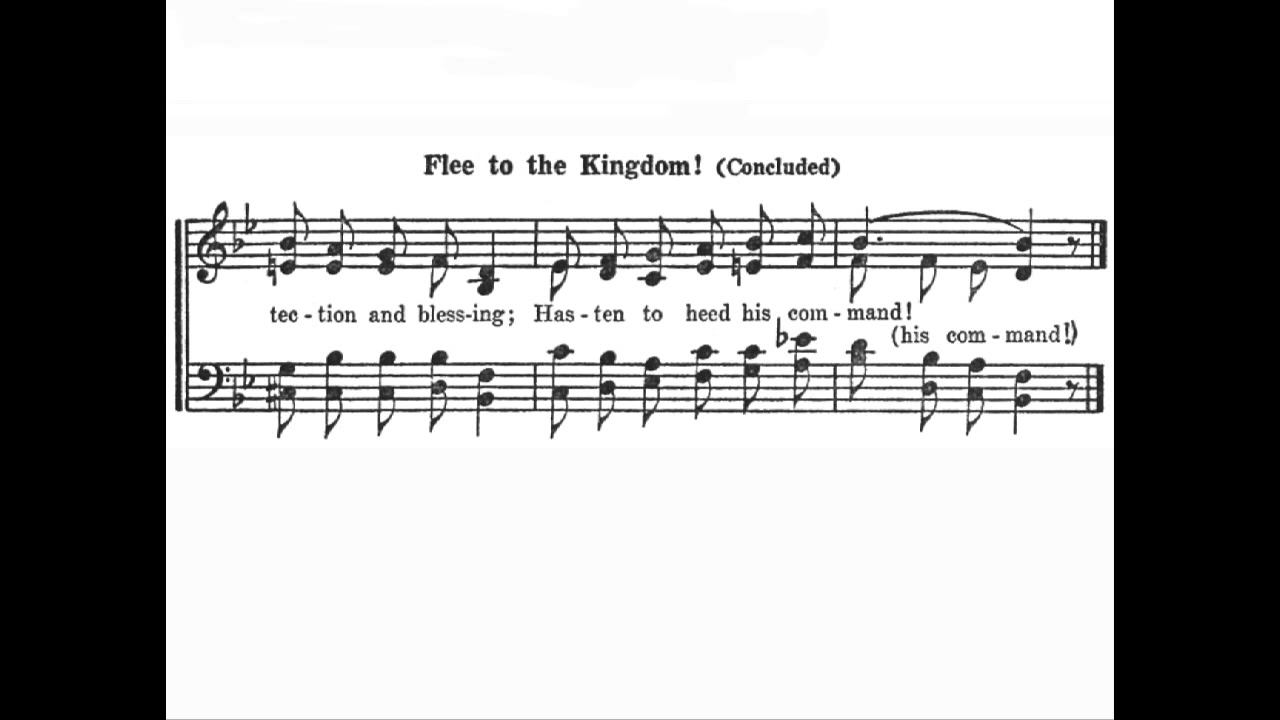 Flee to the Kingdom! (Concluded)
tec - tion and bless-ing; Has - ten to heed his com - mand!
(his com - mand!)